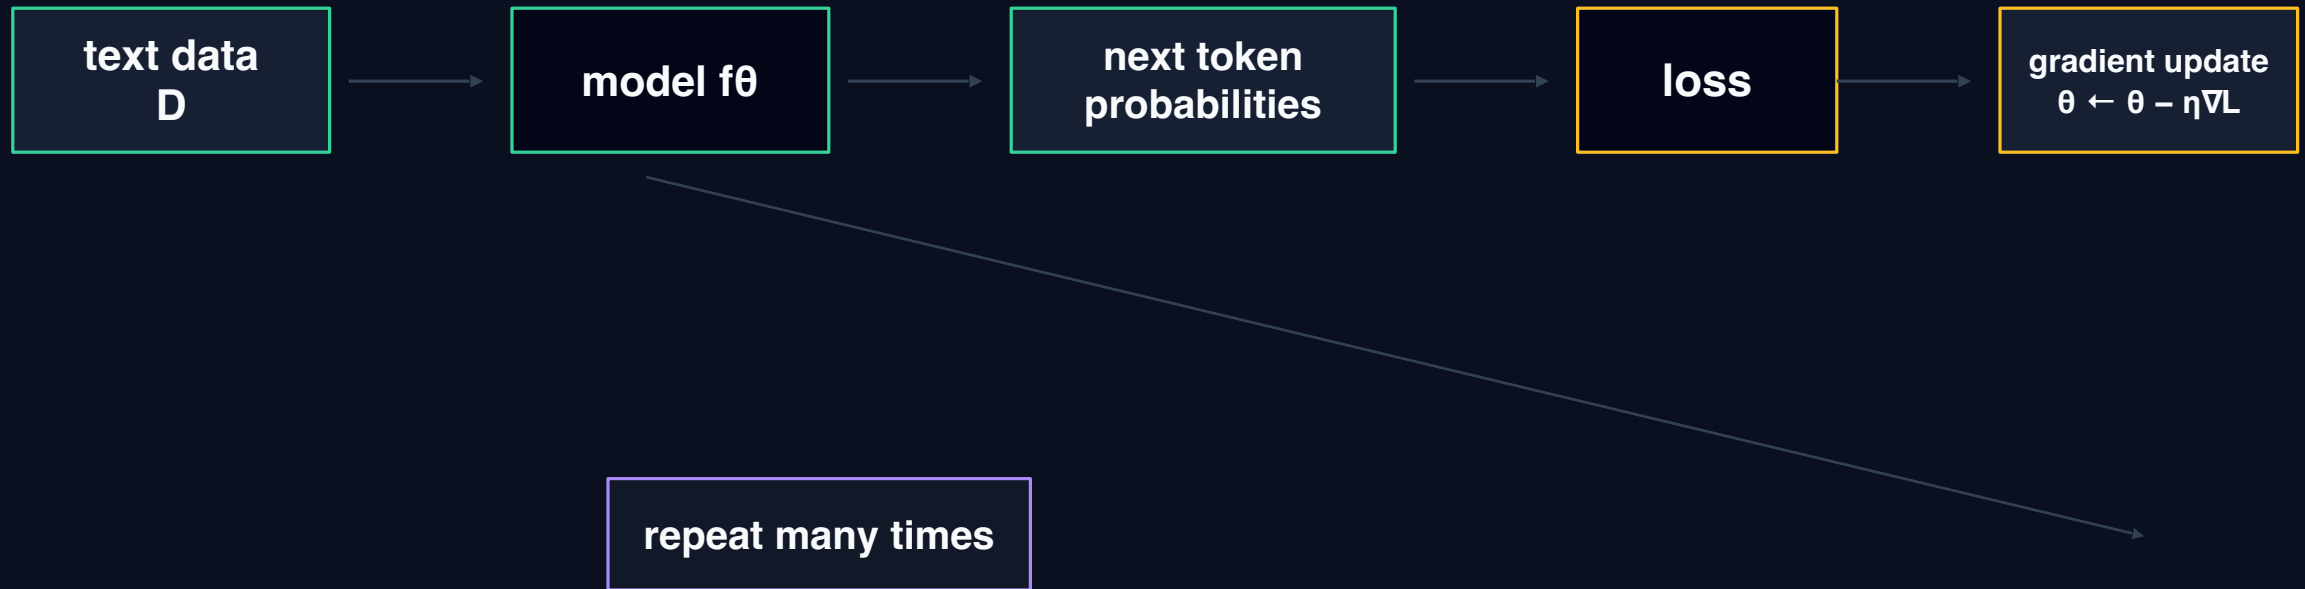 text data
D
model fθ
next token
probabilities
loss
gradient update
θ ← θ – η∇L
repeat many times